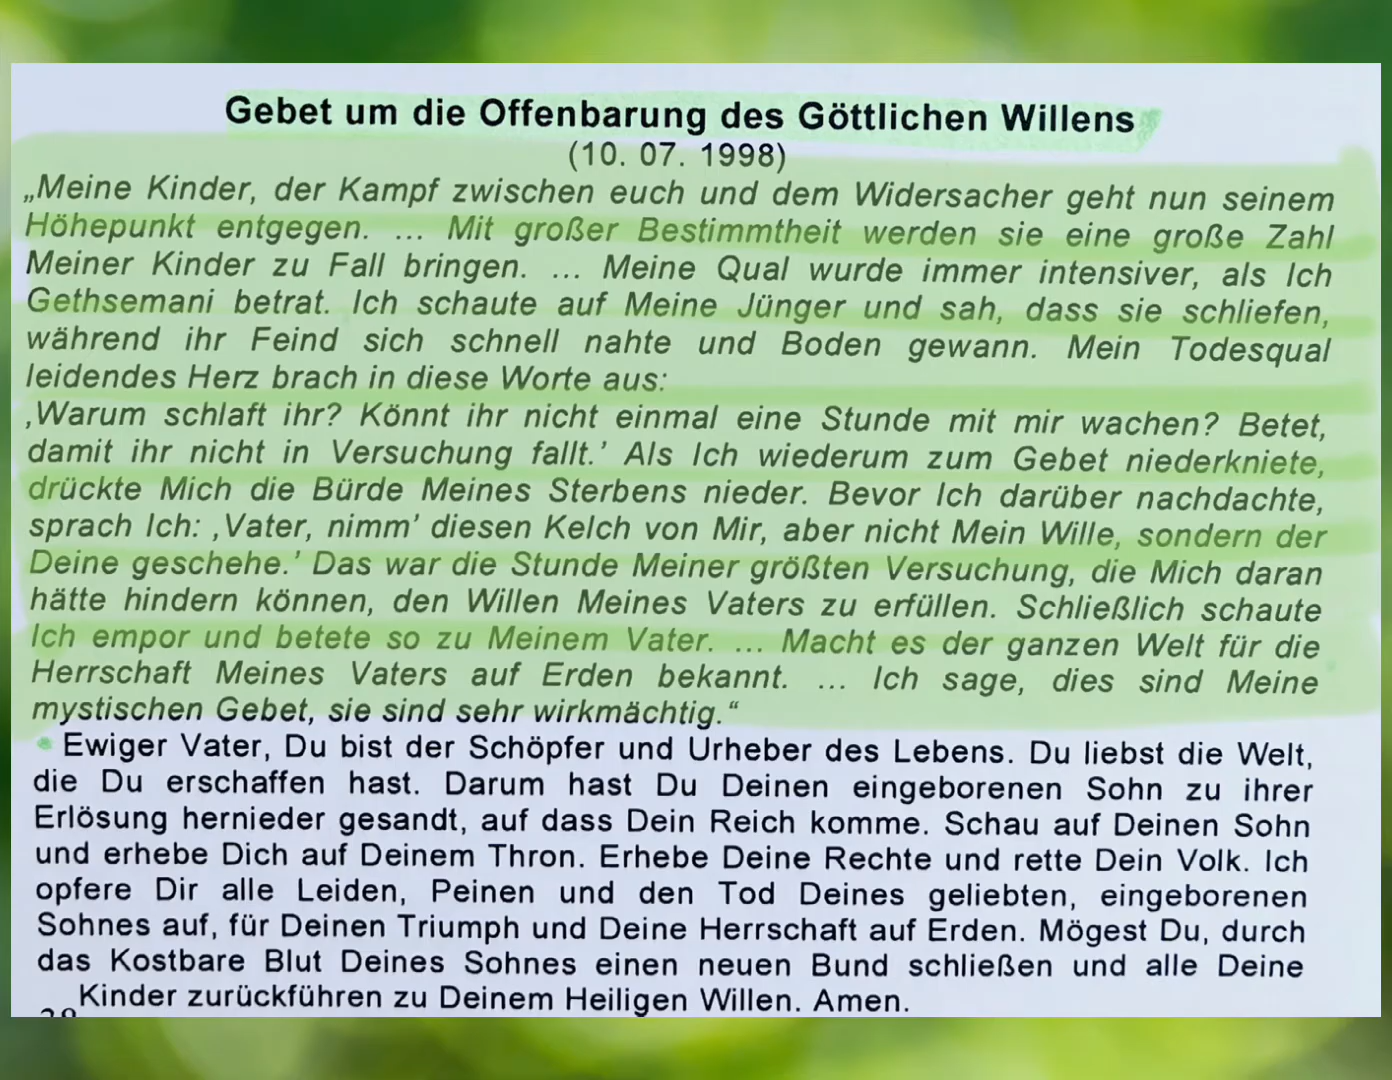 Gebet um die Offenbarung des Göttlichen Willens
(10. 07. 1998)
„Meine Kinder, der Kampf zwischen euch und dem Widersacher geht nun seinem
Höhepunkt entgegen. ... Mit großer Bestimmtheit werden sie eine große Zahl
Meiner Kinder zu Fall bringen. ... Meine Qual wurde immer intensiver, als Ich
Gethsemani betrat. Ich schaute auf Meine Jünger und sah, dass sie schliefen,
während ihr Feind sich schnell nahte und Boden gewann. Mein Todesqual
leidendes Herz brach in diese Worte aus:
‚Warum schlaft ihr? Könnt ihr nicht einmal eine Stunde mit mir wachen? Betet,
damit ihr nicht in Versuchung fallt.’ Als Ich wiederum zum Gebet niederkniete,
drückte Mich die Bürde Meines Sterbens nieder. Bevor Ich darüber nachdachte,
sprach Ich: ‚Vater, nimm’ diesen Kelch von Mir, aber nicht Mein Wille, sondern der
Deine geschehe.’ Das war die Stunde Meiner größten Versuchung, die Mich daran
hätte hindern können, den Willen Meines Vaters zu erfüllen. Schließlich schaute
Ich empor und betete so zu Meinem Vater. ... Macht es der ganzen Welt für die
Herrschaft Meines Vaters auf Erden bekannt. ... Ich sage, dies sind Meine
mystischen Gebet, sie sind sehr wirkmächtig.“
Ewiger Vater, Du bist der Schöpfer und Urheber des Lebens. Du liebst die Welt,
die Du erschaffen hast. Darum hast Du Deinen eingeborenen Sohn zu ihrer
Erlösung hernieder gesandt, auf dass Dein Reich komme. Schau auf Deinen Sohn
und erhebe Dich auf Deinem Thron. Erhebe Deine Rechte und rette Dein Volk. Ich
opfere Dir alle Leiden, Peinen und den Tod Deines geliebten, eingeborenen
Sohnes auf, für Deinen Triumph und Deine Herrschaft auf Erden. Mögest Du, durch
das Kostbare Blut Deines Sohnes einen neuen Bund schließen und alle Deine
Kinder zurückführen zu Deinem Heiligen Willen. Amen.